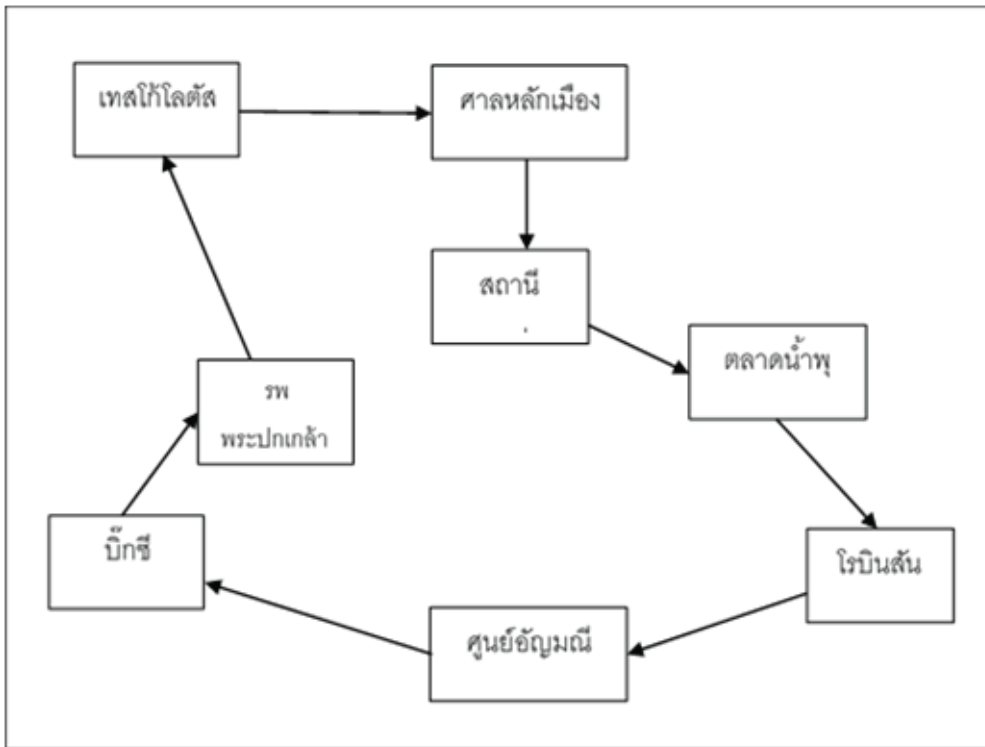 เทสโก้โลตัส
ศาลหลักเมือง
สถานี
ตลาดน้ำพุ
โรบินสัน
ศูนย์อัญมณี
บิ๊กซี
รพ
พระปกเกล้า